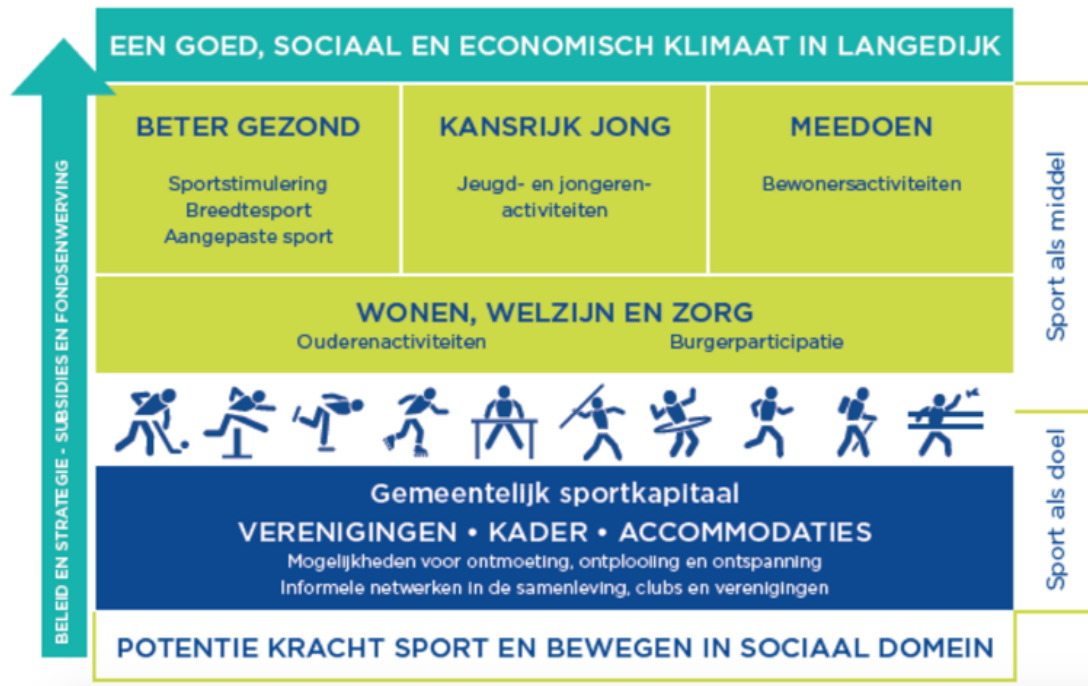 EEN GOED, SOCIAAL EN ECONOMISCH KLIMAAT IN LANGEDIJK
BETER GEZOND
Sportstimulering
Breedtesport
Aangepaste sport
KANSRIJK JONG
Jeugd- en jongeren-
activiteiten
MEEDOEN
Bewonersactiviteiten
WONEN, WELZIJN EN ZORG
Ouderenactiviteiten
Burgerparticipatie
Gemeentelijk sportkapitaal
VERENIGINGEN • KADER • ACCOMMODATIES
Mogelijkheden voor ontmoeting, ontplooiing en ontspanning
Informele netwerken in de samenleving, clubs en verenigingen
POTENTIE KRACHT SPORT EN BEWEGEN IN SOCIAAL DOMEIN
BELEID EN STRATEGIE - SUBSIDIES EN FONDSENWERVING
Sport als middel
Sport als doel